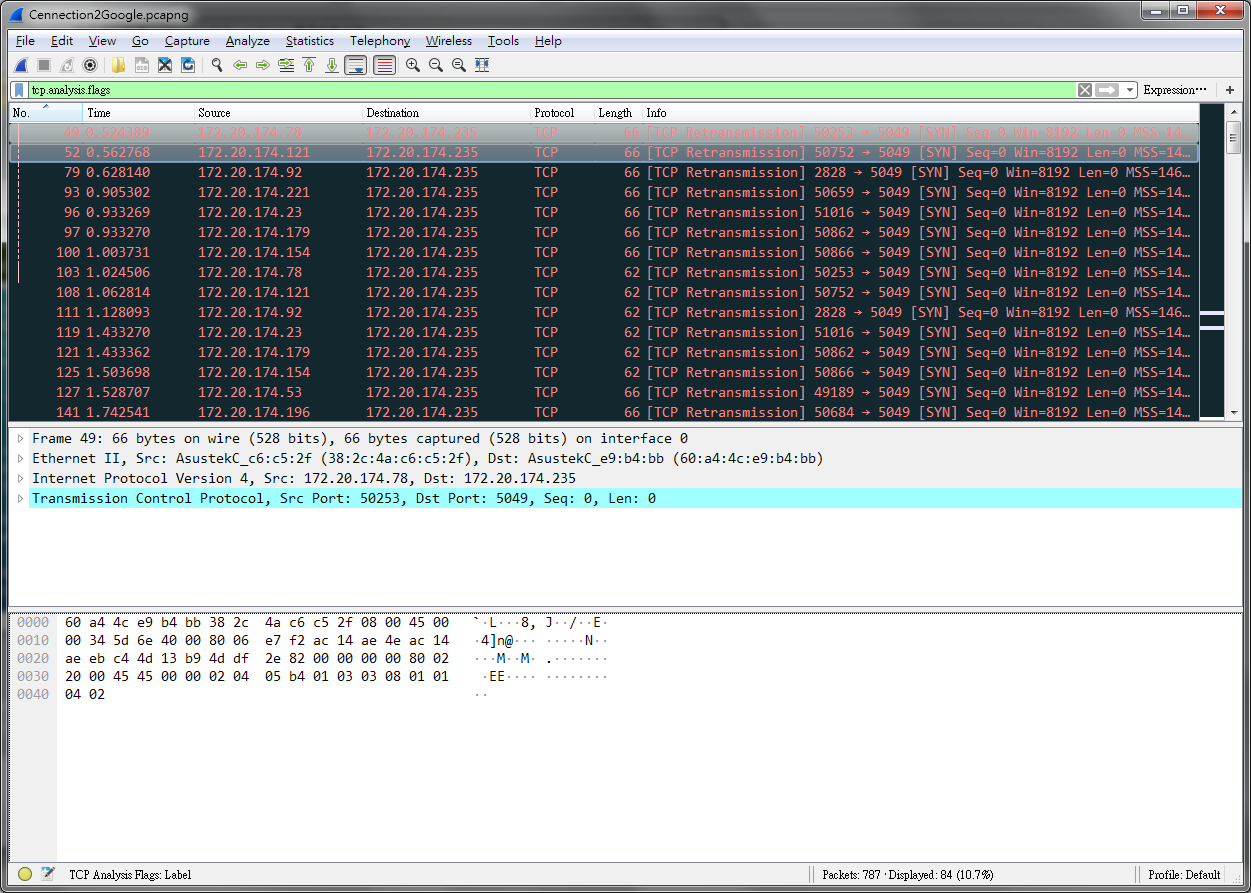 Cennection2Google.pcapng
File Edit View Go Capture Analyze Statistics Telephony Wireless Tools Help
tcp.analysis.flags Expression… +
No. Time Source Destination Protocol Length Info
49 0.524389 172.20.174.78 172.20.174.235 TCP 66 [TCP Retransmission] 50253 → 5049 [SYN] Seq=0 Win=8192 Len=0 MSS=14…
52 0.562768 172.20.174.121 172.20.174.235 TCP 66 [TCP Retransmission] 50752 → 5049 [SYN] Seq=0 Win=8192 Len=0 MSS=14…
79 0.628140 172.20.174.92 172.20.174.235 TCP 66 [TCP Retransmission] 2828 → 5049 [SYN] Seq=0 Win=8192 Len=0 MSS=146…
93 0.905302 172.20.174.221 172.20.174.235 TCP 66 [TCP Retransmission] 50659 → 5049 [SYN] Seq=0 Win=8192 Len=0 MSS=14…
96 0.933269 172.20.174.23 172.20.174.235 TCP 66 [TCP Retransmission] 51016 → 5049 [SYN] Seq=0 Win=8192 Len=0 MSS=14…
97 0.933270 172.20.174.179 172.20.174.235 TCP 66 [TCP Retransmission] 50862 → 5049 [SYN] Seq=0 Win=8192 Len=0 MSS=14…
100 1.003731 172.20.174.154 172.20.174.235 TCP 66 [TCP Retransmission] 50866 → 5049 [SYN] Seq=0 Win=8192 Len=0 MSS=14…
103 1.024506 172.20.174.78 172.20.174.235 TCP 62 [TCP Retransmission] 50253 → 5049 [SYN] Seq=0 Win=8192 Len=0 MSS=14…
108 1.062814 172.20.174.121 172.20.174.235 TCP 62 [TCP Retransmission] 50752 → 5049 [SYN] Seq=0 Win=8192 Len=0 MSS=14…
111 1.128093 172.20.174.92 172.20.174.235 TCP 62 [TCP Retransmission] 2828 → 5049 [SYN] Seq=0 Win=8192 Len=0 MSS=146…
119 1.433270 172.20.174.23 172.20.174.235 TCP 62 [TCP Retransmission] 51016 → 5049 [SYN] Seq=0 Win=8192 Len=0 MSS=14…
121 1.433362 172.20.174.179 172.20.174.235 TCP 62 [TCP Retransmission] 50862 → 5049 [SYN] Seq=0 Win=8192 Len=0 MSS=14…
125 1.503698 172.20.174.154 172.20.174.235 TCP 62 [TCP Retransmission] 50866 → 5049 [SYN] Seq=0 Win=8192 Len=0 MSS=14…
127 1.528707 172.20.174.53 172.20.174.235 TCP 66 [TCP Retransmission] 49189 → 5049 [SYN] Seq=0 Win=8192 Len=0 MSS=14…
141 1.742541 172.20.174.196 172.20.174.235 TCP 66 [TCP Retransmission] 50684 → 5049 [SYN] Seq=0 Win=8192 Len=0 MSS=14…
Frame 49: 66 bytes on wire (528 bits), 66 bytes captured (528 bits) on interface 0
Ethernet II, Src: AsustekC_c6:c5:2f (38:2c:4a:c6:c5:2f), Dst: AsustekC_e9:b4:bb (60:a4:4c:e9:b4:bb)
Internet Protocol Version 4, Src: 172.20.174.78, Dst: 172.20.174.235
Transmission Control Protocol, Src Port: 50253, Dst Port: 5049, Seq: 0, Len: 0
0000 60 a4 4c e9 b4 bb 38 2c 4a c6 c5 2f 08 00 45 00 `·L···8, J··/··E·
0010 00 34 5d 6e 40 00 80 06 e7 f2 ac 14 ae 4e ac 14 ·4]n@··· ·····N··
0020 ae eb c4 4d 13 b9 4d df 2e 82 00 00 00 00 80 02 ···M··M· .·······
0030 20 00 45 45 00 00 02 04 05 b4 01 03 03 08 01 01 ·EE···· ········
0040 04 02 ··
TCP Analysis Flags: Label Packets: 787 · Displayed: 84 (10.7%) Profile: Default